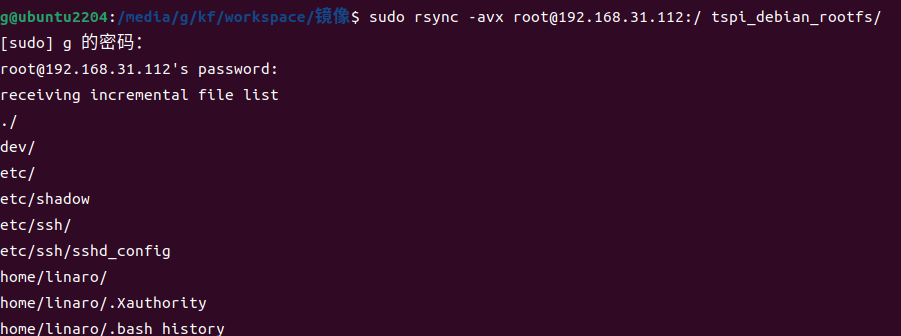 g@ubuntu2204:/media/g/kf/workspace/镜像$ sudo rsync -avx root@192.168.31.112:/ tspi_debian_rootfs/
[sudo] g 的密码：
root@192.168.31.112's password:
receiving incremental file list
./
dev/
etc/
etc/shadow
etc/ssh/
etc/ssh/sshd_config
home/linaro/
home/linaro/.Xauthority
home/linaro/.bash_history